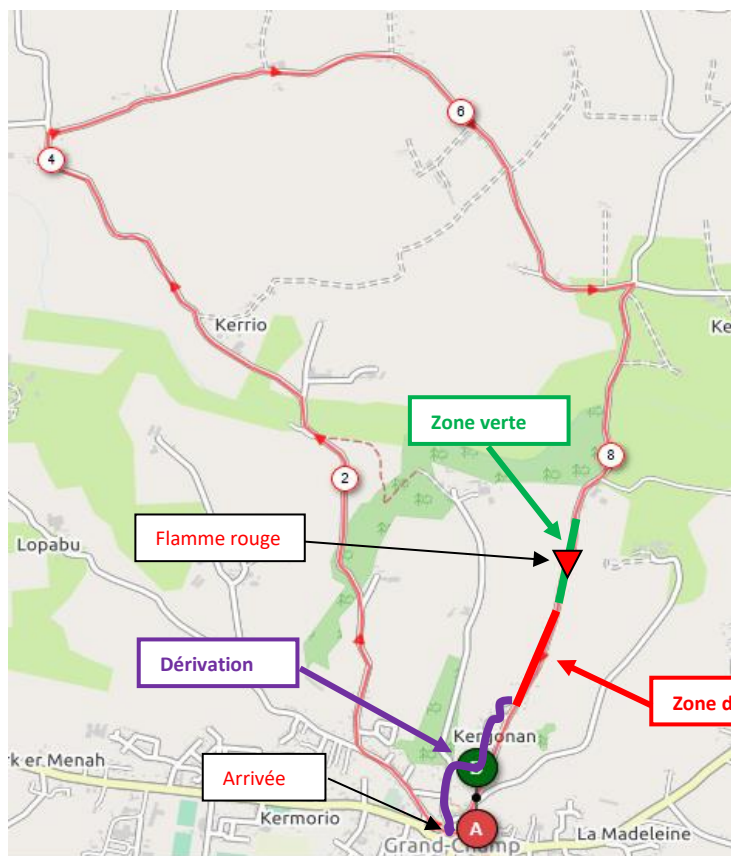 6
4
Kerrio
Ke
Zone verte
8
2
Flamme rouge
Lopabu
Dérivation
Zone d
Kergonan
rk er Menah
Arrivée
Kermorio
A
La Madeleine
Grand-Champ